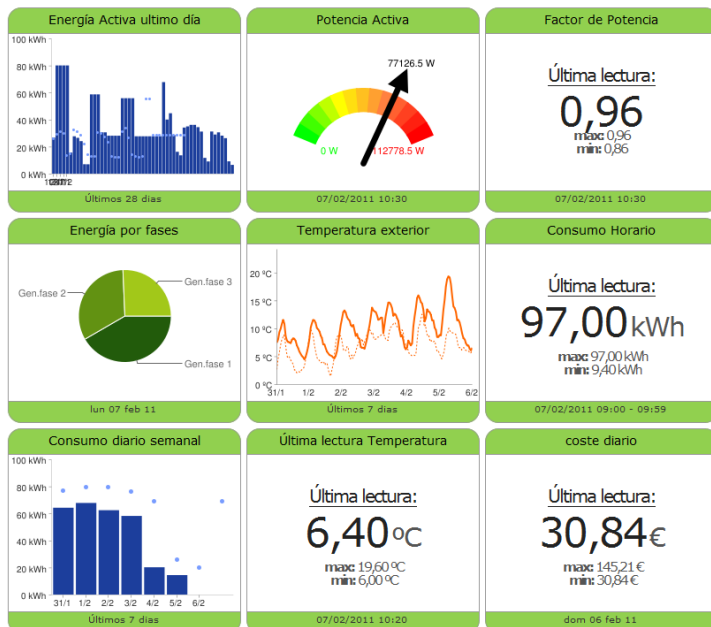 Energía Activa ultimo día
100 kWh
80 kWh
60 kWh
40 kWh
20 kWh
0 kWh
Últimos 28 dias
Potencia Activa
77126.5 W
0 W
112778.5 W
07/02/2011 10:30
Factor de Potencia
Última lectura:
0,96
max: 0,96
min: 0,86
07/02/2011 10:30
Energía por fases
Gen.fase 3
Gen.fase 2
Gen.fase 1
lun 07 feb 11
Temperatura exterior
20 ºC
15 ºC
10 ºC
5 ºC
0 ºC
31/1 1/2 2/2 3/2 4/2 5/2 6/2
Últimos 7 dias
Consumo Horario
Última lectura:
97,00 kWh
max: 97,00 kWh
min: 9,40 kWh
07/02/2011 09:00 - 09:59
Consumo diario semanal
100 kWh
80 kWh
60 kWh
40 kWh
20 kWh
0 kWh
31/1 1/2 2/2 3/2 4/2 5/2 6/2
Últimos 7 dias
Última lectura Temperatura
Última lectura:
6,40 ºC
max: 19,60 ºC
min: 6,00 ºC
07/02/2011 10:20
coste diario
Última lectura:
30,84 €
max: 145,21 €
min: 30,84 €
dom 06 feb 11